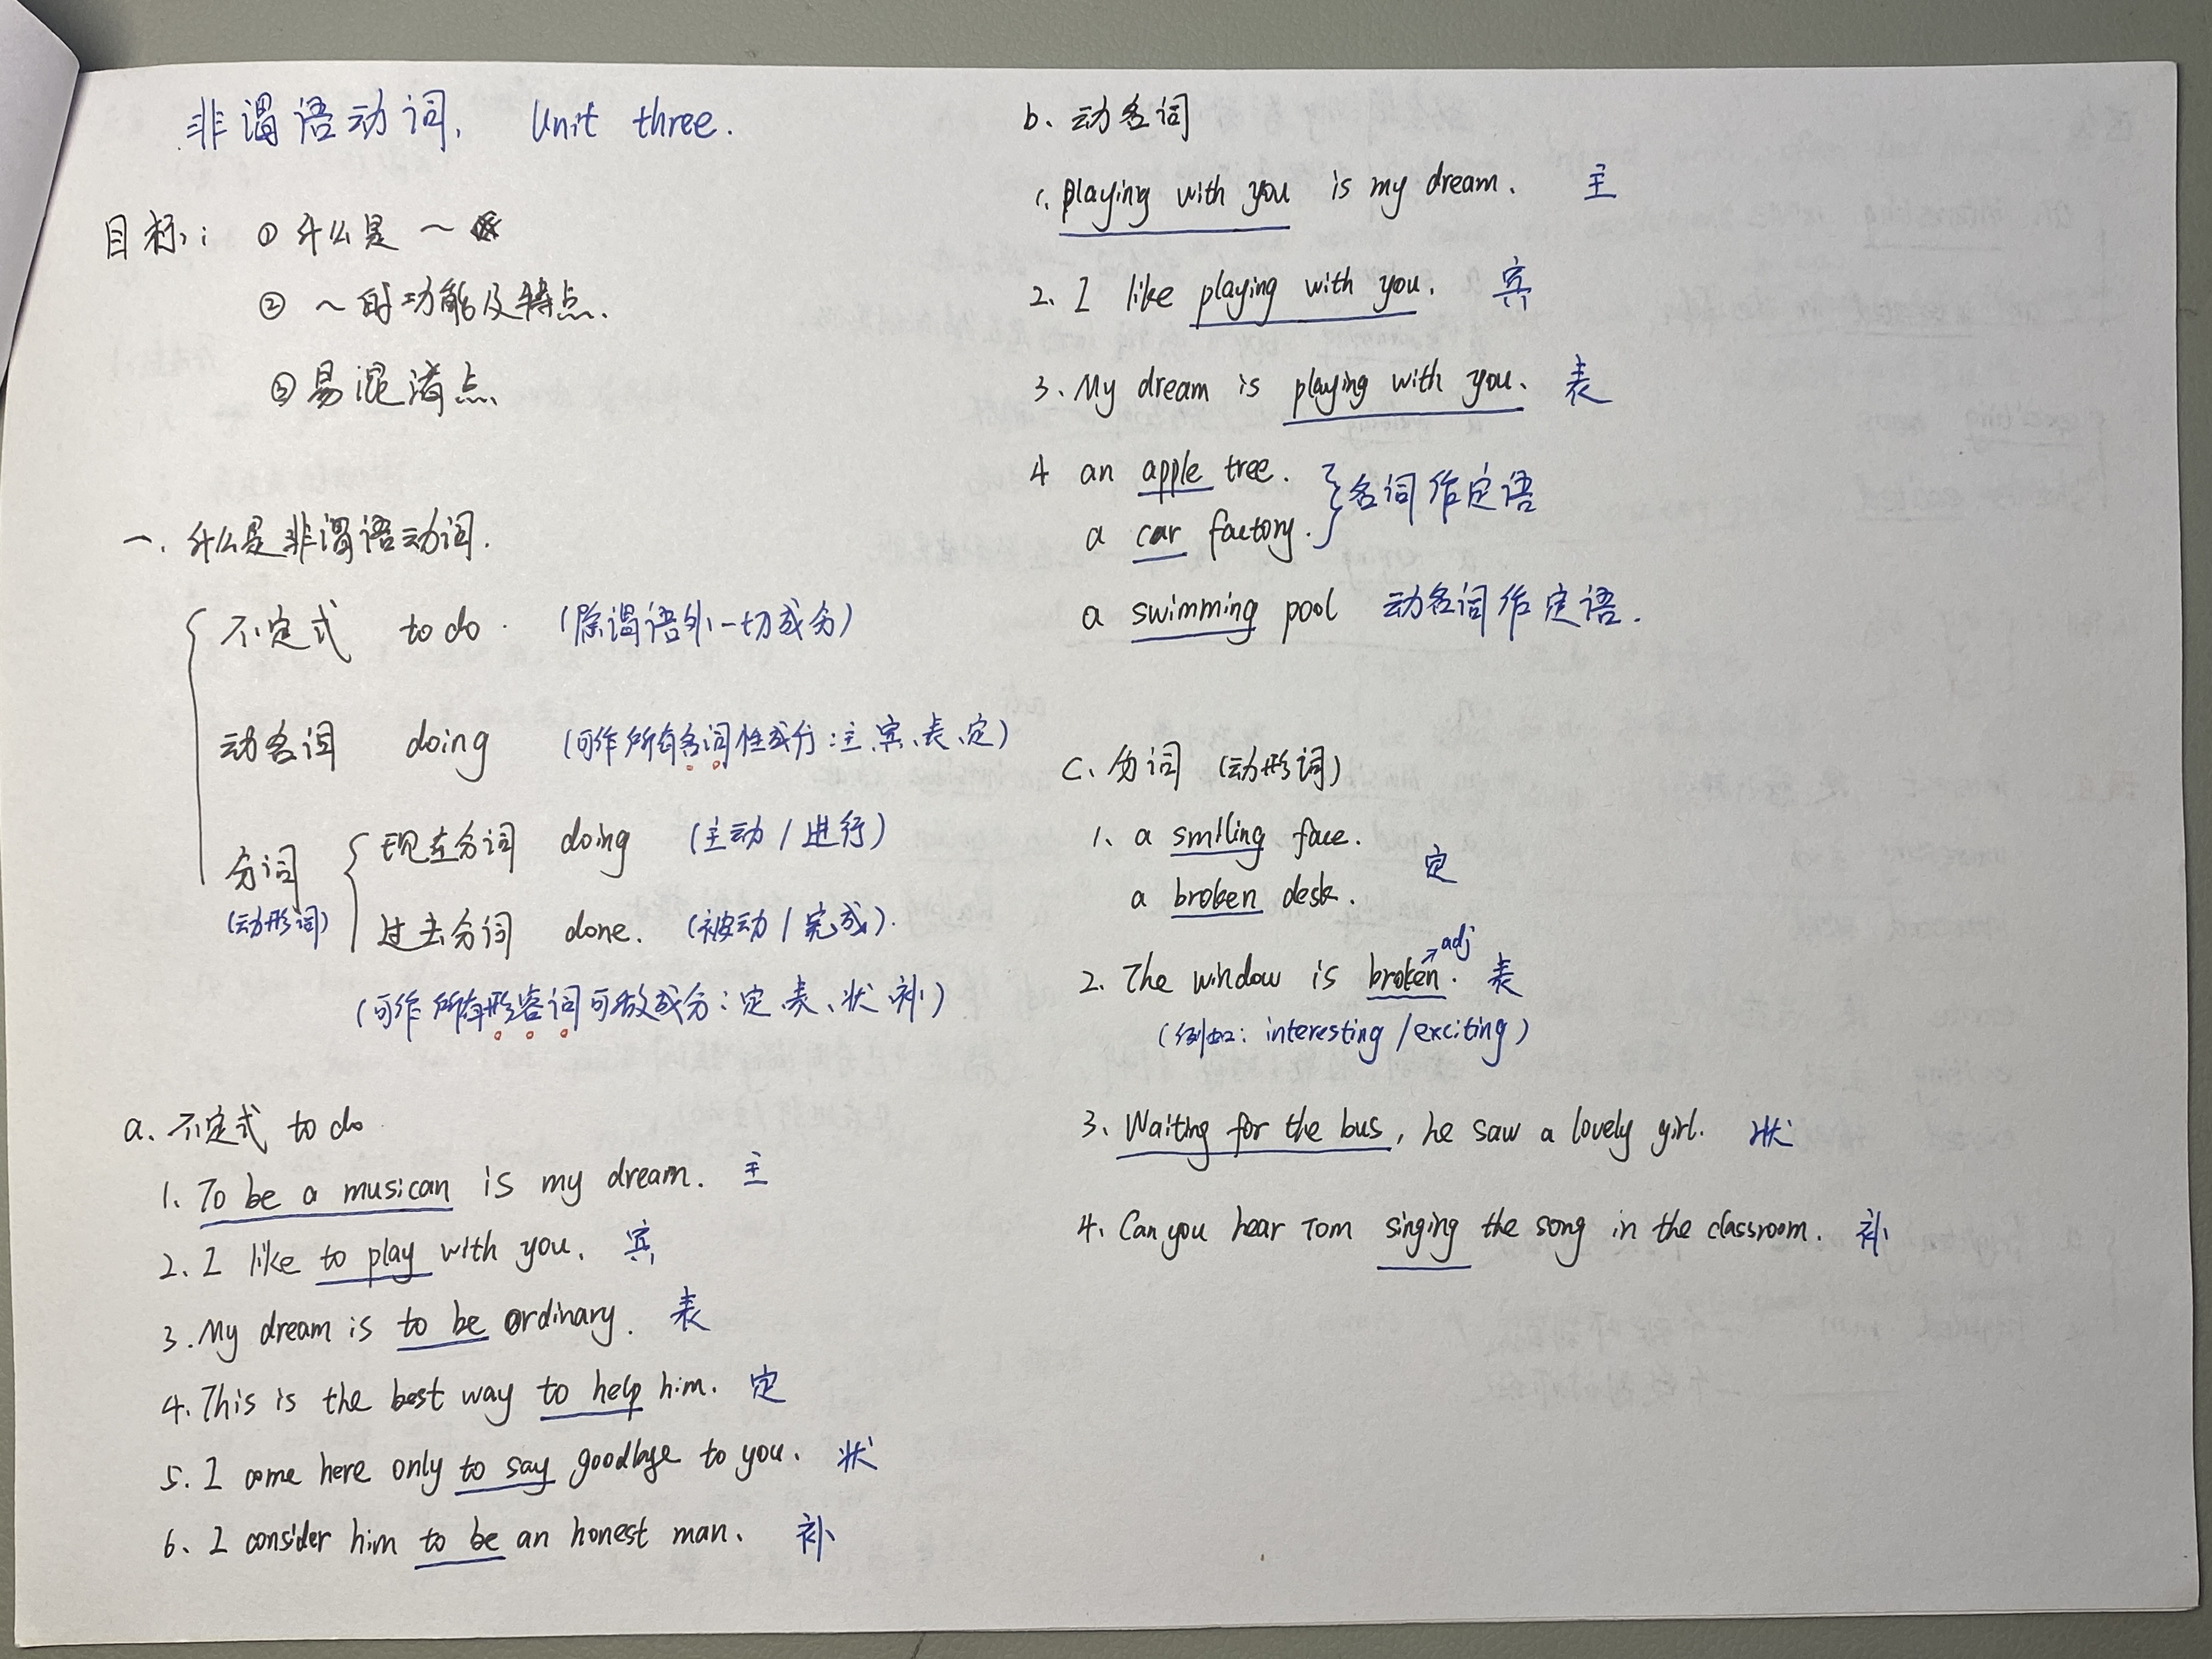 非谓语动词. Unit three.
目标: ① 什么是 ~
② ~的功能及特点.
③ 易混淆点.
一. 什么是非谓语动词.
不定式 to do. (除谓语外一切成分)
动名词 doing (可作所有名词性成分:主、宾、表、定)
分词 (动形词)
现在分词 doing (主动/进行)
过去分词 done. (被动/完成).
(可作所有形容词可做成分:定、表、状、补)
a. 不定式 to do
1. To be a musican is my dream. 主
2. I like to play with you. 宾
3. My dream is to be ordinary. 表
4. This is the best way to help him. 定
5. I come here only to say goodbye to you. 状
6. I consider him to be an honest man. 补
b. 动名词
1. Playing with you is my dream. 主
2. I like playing with you. 宾
3. My dream is playing with you. 表
4 an apple tree.
a car factory. 名词作定语
a swimming pool 动名词作定语.
c. 分词 (动形词)
1. a smiling face.
a broken desk. 定
2. The window is broken. adj 表
(例如: interesting / exciting)
3. Waiting for the bus, he saw a lovely girl. 状
4. Can you hear Tom singing the song in the classroom. 补